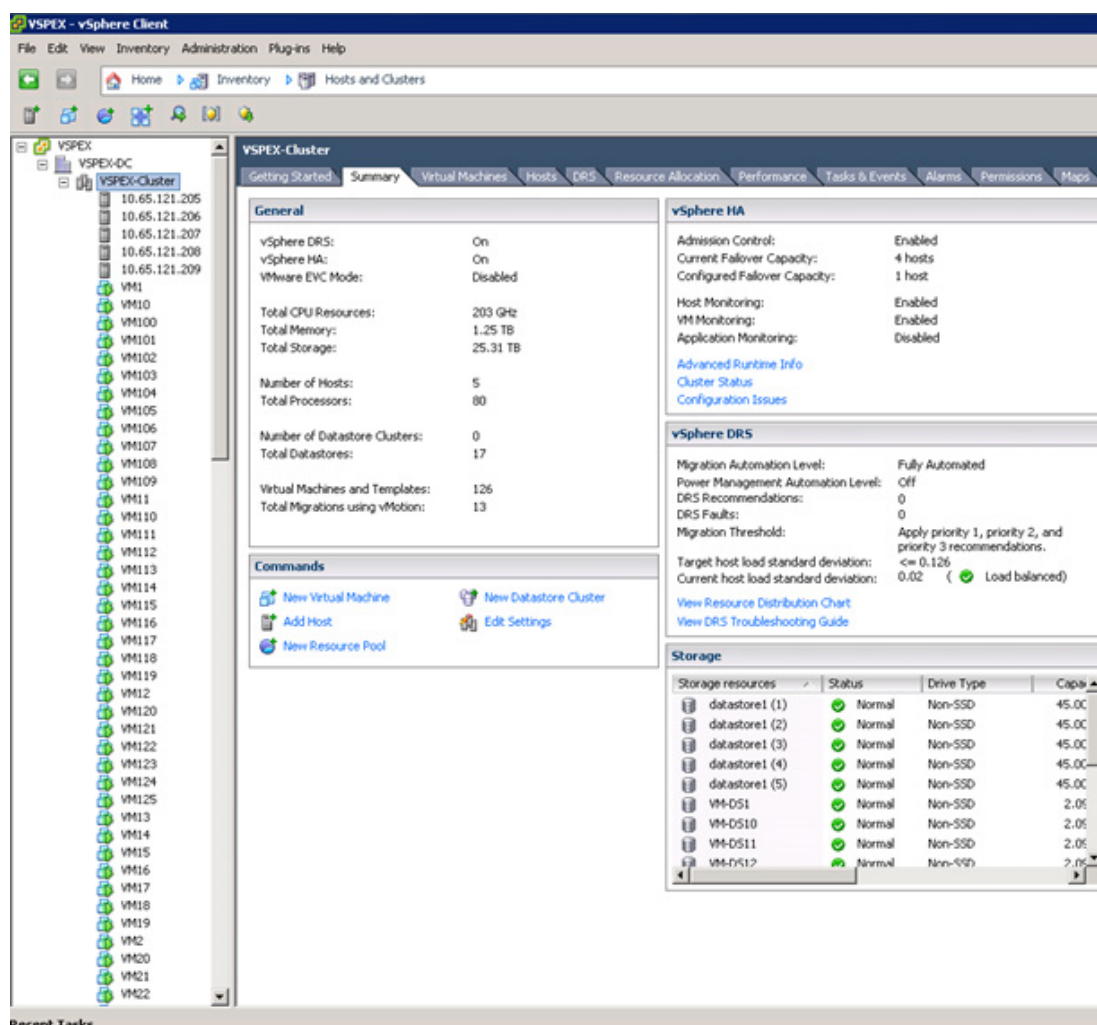 VSPEX - vSphere Client
File Edit View Inventory Administration Plug-ins Help
Home Inventory Hosts and Clusters
VSPEX
VSPEX-DC
VSPEX-Cluster
10.65.121.205
10.65.121.206
10.65.121.207
10.65.121.208
10.65.121.209
VM1
VM10
VM100
VM101
VM102
VM103
VM104
VM105
VM106
VM107
VM108
VM109
VM11
VM110
VM111
VM112
VM113
VM114
VM115
VM116
VM117
VM118
VM119
VM12
VM120
VM121
VM122
VM123
VM124
VM125
VM13
VM14
VM15
VM16
VM17
VM18
VM19
VM2
VM20
VM21
VM22
VSPEX-Cluster
Getting Started Summary Virtual Machines Hosts DRS Resource Allocation Performance Tasks & Events Alarms Permissions Maps
General
vSphere DRS: On
vSphere HA: On
VMware EVC Mode: Disabled
Total CPU Resources: 203 GHz
Total Memory: 1.25 TB
Total Storage: 25.31 TB
Number of Hosts: 5
Total Processors: 80
Number of Datastore Clusters: 0
Total Datastores: 17
Virtual Machines and Templates: 126
Total Migrations using vMotion: 13
Commands
New Virtual Machine New Datastore Cluster
Add Host Edit Settings
New Resource Pool
vSphere HA
Admission Control: Enabled
Current Failover Capacity: 4 hosts
Configured Failover Capacity: 1 host
Host Monitoring: Enabled
VM Monitoring: Enabled
Application Monitoring: Disabled
Advanced Runtime Info
Cluster Status
Configuration Issues
vSphere DRS
Migration Automation Level: Fully Automated
Power Management Automation Level: Off
DRS Recommendations: 0
DRS Faults: 0
Migration Threshold: Apply priority 1, priority 2, and
priority 3 recommendations.
Target host load standard deviation: <= 0.126
Current host load standard deviation: 0.02 ( Load balanced)
View Resource Distribution Chart
View DRS Troubleshooting Guide
Storage
Storage resources Status Drive Type
datastore1 (1) Normal Non-SSD
datastore1 (2) Normal Non-SSD
datastore1 (3) Normal Non-SSD
datastore1 (4) Normal Non-SSD
datastore1 (5) Normal Non-SSD
VM-DS1 Normal Non-SSD
VM-DS10 Normal Non-SSD
VM-DS11 Normal Non-SSD
VM-DS12 Normal Non-SSD
Recent Tasks